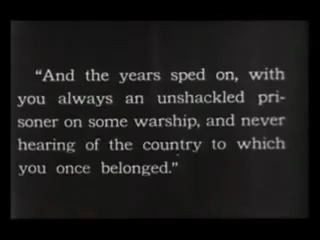 “And the years sped on, with
you always an unshackled pri-
soner on some warship, and never
hearing of the country to which
you once belonged.”